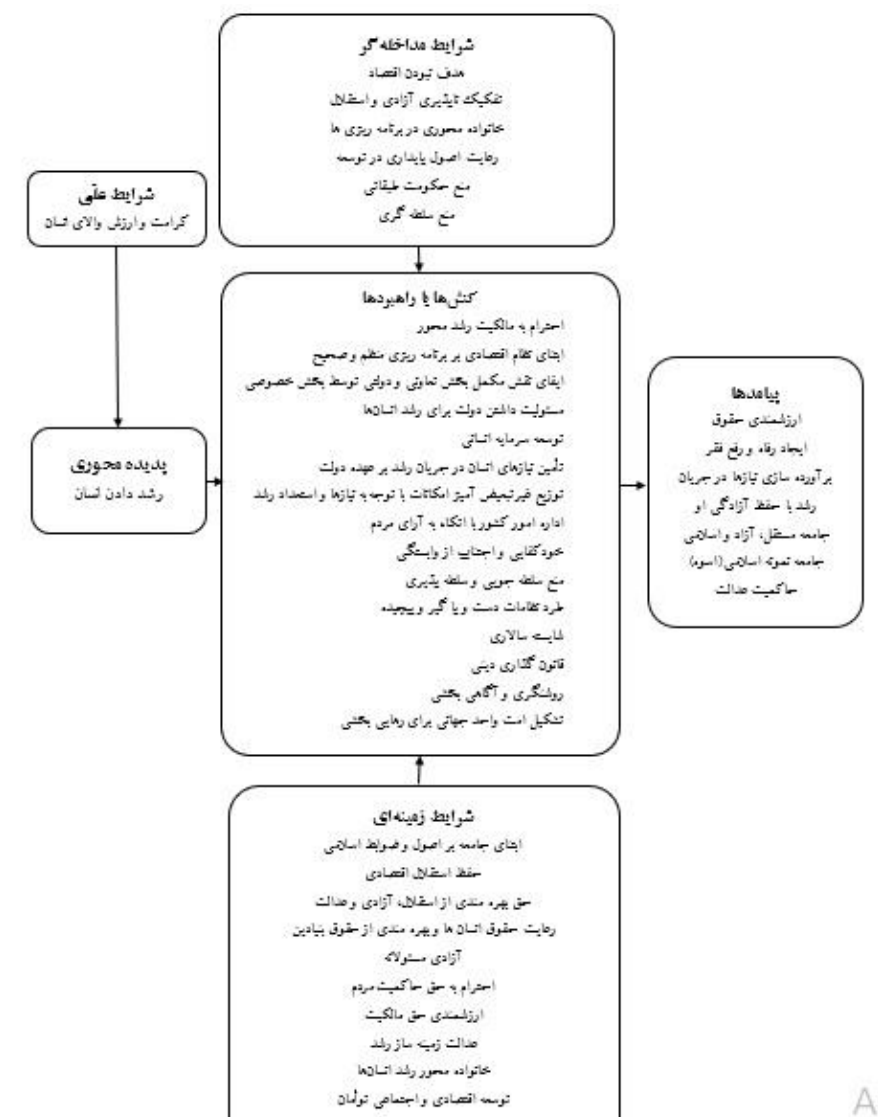 شرایط مداخله گر
هدف نبودن اقتصاد
تفکیک ناپذیری آزادی و استقلال
خانواده محوری در برنامه ریزی ها
رعایت اصول پایداری در توسعه
منع حکومت طبقاتی
منع سلطه گری
شرایط علّی
کرامت و ارزش والای انسان
پدیده محوری
رشد دادن انسان
کنش‌ها یا راهبردها
احترام به مالکیت رشد محور
ابتنای نظام اقتصادی بر برنامه ریزی منظم و صحیح
ایفای نقش مکمل بخش تعاونی و دولتی توسط بخش خصوصی
مسئولیت داشتن دولت برای رشد انسان‌ها
توسعه سرمایه انسانی
تأمین نیازهای انسان در جریان رشد بر عهده دولت
توزیع غیرتبعیض آمیز امکانات با توجه به نیازها و استعداد رشد
اداره امور کشور با اتکاء به آرای مردم
خودکفایی و اجتناب از وابستگی
منع سلطه جویی و سلطه پذیری
طرد نظامات دست و پا گیر و پیچیده
شایسته سالاری
قانون گذاری دینی
روشنگری و آگاهی بخشی
تشکیل امت واحد جهانی برای رهایی بخشی
پیامدها
ارزشمندی حقوق
ایجاد رفاه و رفع فقر
برآورده سازی نیازها در جریان
رشد با حفظ آزادگی او
جامعه مستقل، آزاد و اسلامی
جامعه نمونه اسلامی(اسوه)
حاکمیت عدالت
شرایط زمینه‌ای
ابتنای جامعه بر اصول و ضوابط اسلامی
حفظ استقلال اقتصادی
حق بهره مندی از استقلال، آزادی و عدالت
رعایت حقوق انسان ها و بهره مندی از حقوق بنیادین
آزادی مسئولانه
احترام به حق حاکمیت مردم
ارزشمندی حق مالکیت
عدالت زمینه ساز رشد
خانواده محور رشد انسان‌ها
توسعه اقتصادی و اجتماعی توأمان
A